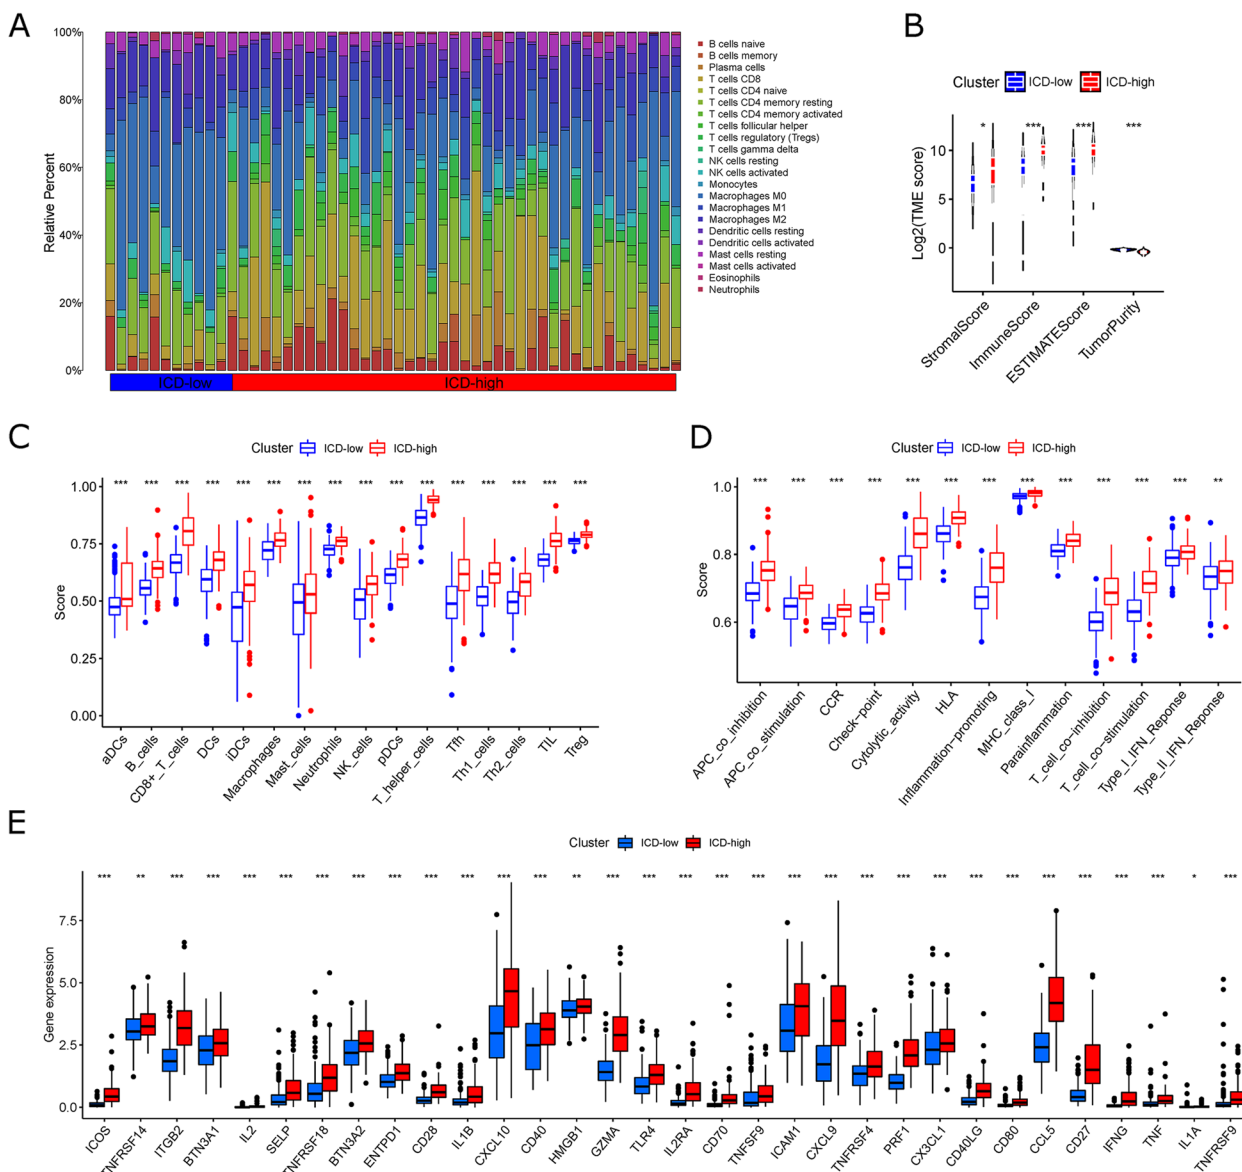 A
100%
80%
60%
40%
20%
0%
Relative Percent
ICD-low
ICD-high
B cells naive
B cells memory
Plasma cells
T cells CD8
T cells CD4 naive
T cells CD4 memory resting
T cells CD4 memory activated
T cells follicular helper
T cells regulatory (Tregs)
T cells gamma delta
NK cells resting
NK cells activated
Monocytes
Macrophages M0
Macrophages M1
Macrophages M2
Dendritic cells resting
Dendritic cells activated
Mast cells resting
Mast cells activated
Eosinophils
Neutrophils
B
Cluster ICD-low ICD-high
* *** *** ***
10
5
0
Log2(TME score)
StromalScore
ImmuneScore
ESTIMATEScore
TumorPurity
C
Cluster ICD-low ICD-high
*** *** *** *** *** *** *** *** *** *** *** *** *** *** *** ***
1.00
0.75
0.50
0.25
0.00
Score
aDCs
B_cells
CD8+_T_cells
DCs
iDCs
Macrophages
Mast_cells
Neutrophils
NK_cells
pDCs
T_helper_cells
Tfh
Th1_cells
Th2_cells
TIL
Treg
D
Cluster ICD-low ICD-high
*** *** *** *** *** *** *** *** *** *** *** *** **
1.0
0.8
0.6
Score
APC_co_inhibition
APC_co_stimulation
CCR
Check-point
Cytolytic_activity
HLA
Inflammation-promoting
MHC_class_I
Parainflammation
T_cell_co-inhibition
T_cell_co-stimulation
Type_I_IFN_Reponse
Type_II_IFN_Reponse
E
Cluster ICD-low ICD-high
*** ** *** *** *** *** *** *** *** *** *** *** ** *** *** *** *** *** *** *** *** *** *** *** *** *** *** *** *** * ***
7.5
5.0
2.5
0.0
Gene expression
ICOS
TNFRSF14
ITGB2
BTN3A1
IL2
SELP
TNFRSF18
BTN3A2
ENTPD1
CD28
IL1B
CXCL10
CD40
HMGB1
GZMA
TLR4
IL2RA
CD70
TNFSF9
ICAM1
CXCL9
TNFRSF4
PRF1
CX3CL1
CD40LG
CD80
CCL5
CD27
IFNG
TNF
IL1A
TNFRSF9